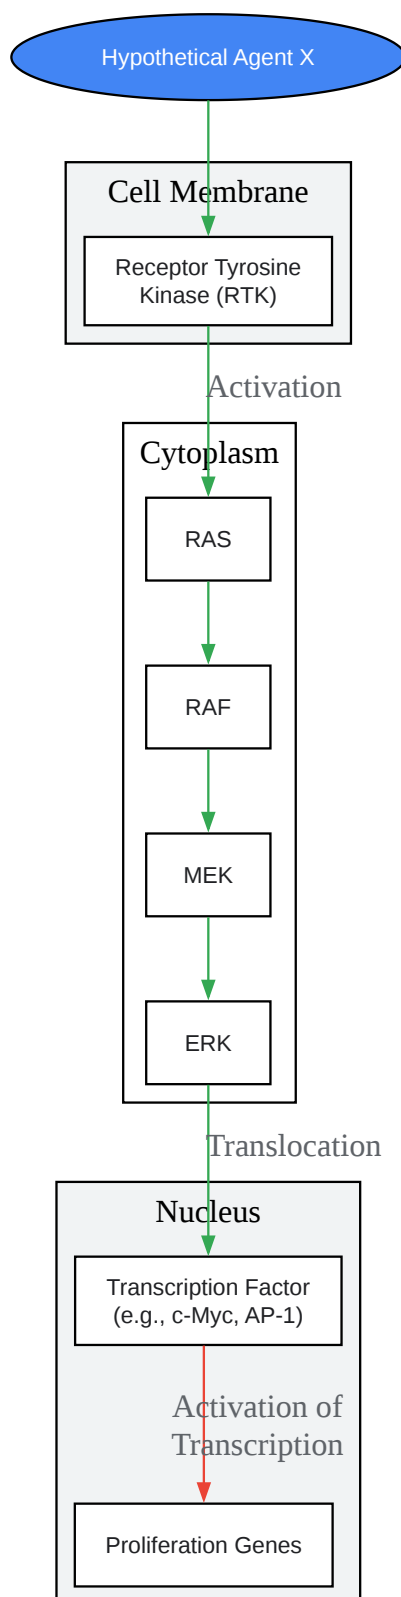 Hypothetical Agent X
Cell Membrane
Receptor Tyrosine
Kinase (RTK)
Activation
Cytoplasm
RAS
RAF
MEK
ERK
Translocation
Nucleus
Transcription Factor
(e.g., c-Myc, AP-1)
Activation of
Transcription
Proliferation Genes